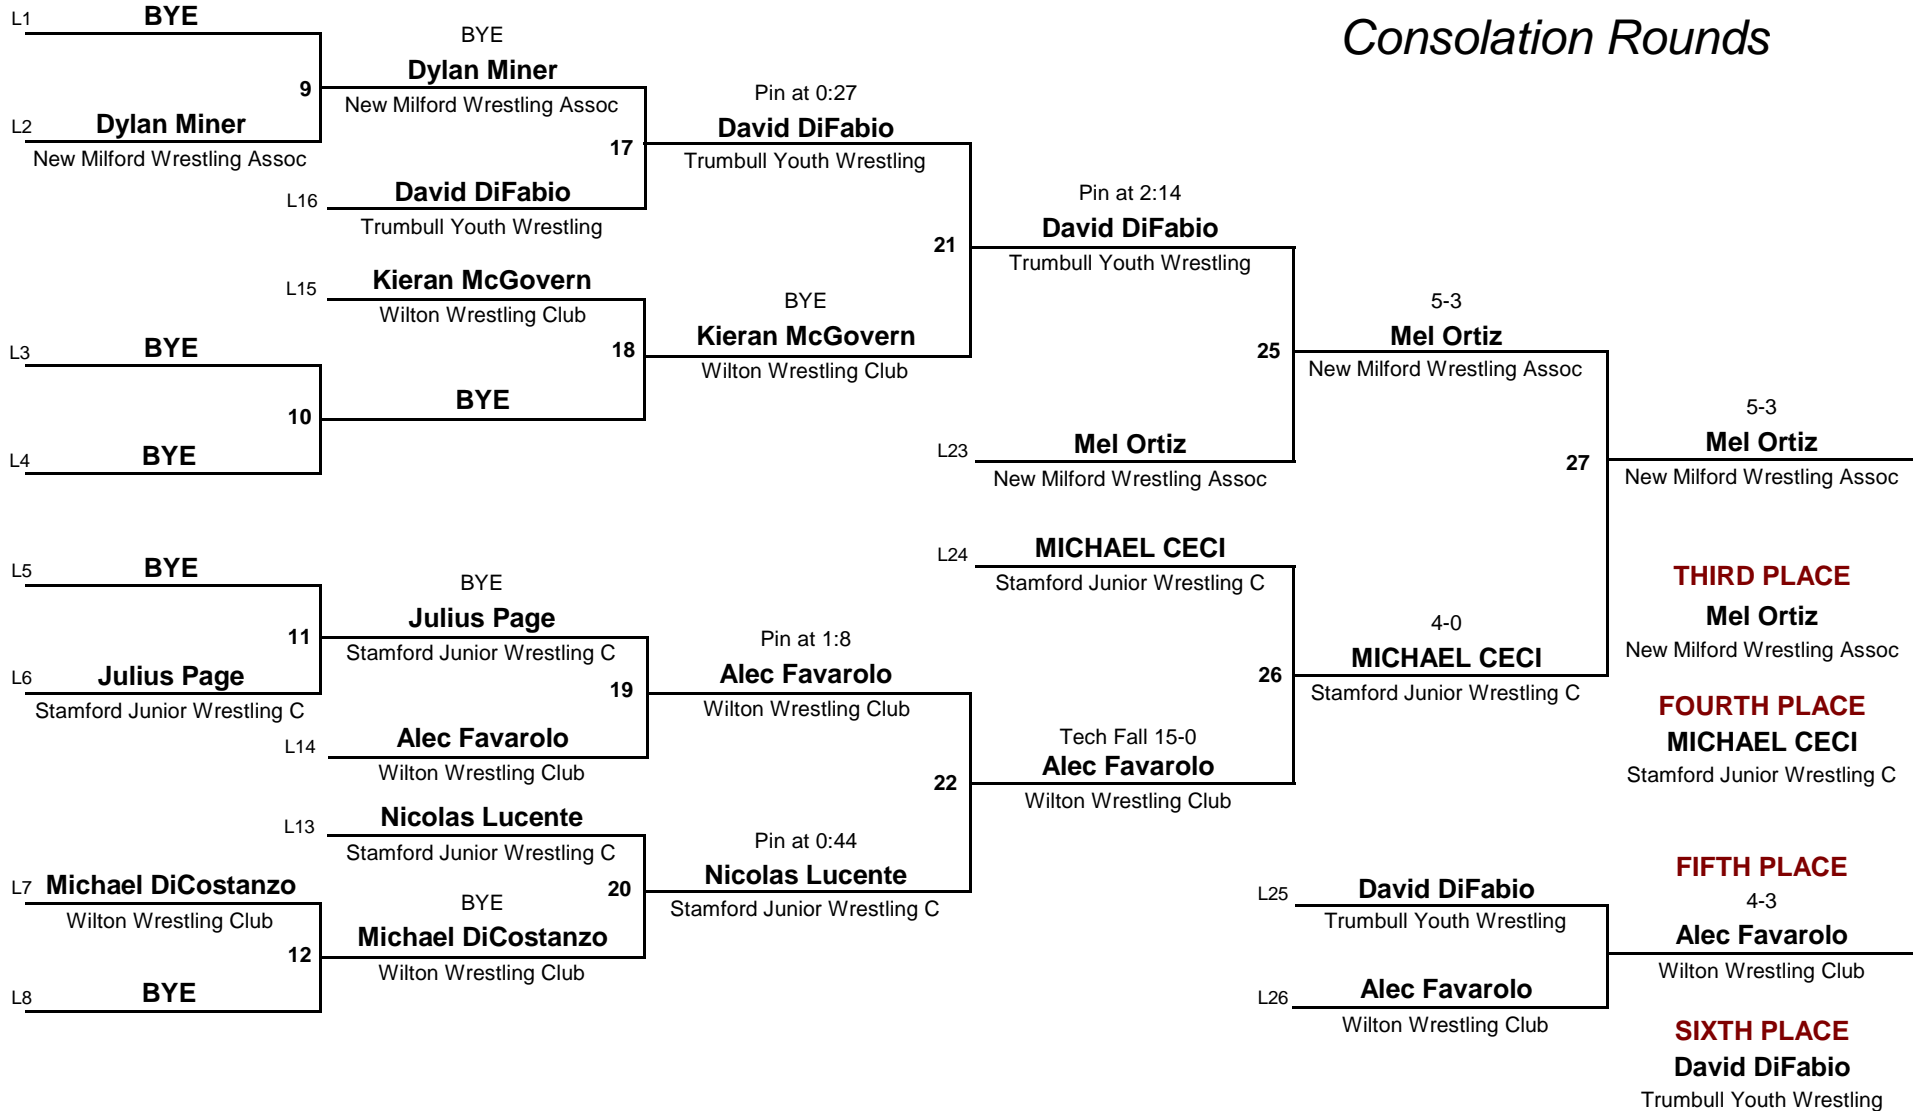 Consolation Rounds
L1
BYE
9
L2
Dylan Miner
New Milford Wrestling Assoc
BYE
Dylan Miner
New Milford Wrestling Assoc
17
L16
David DiFabio
Trumbull Youth Wrestling
Pin at 0:27
David DiFabio
Trumbull Youth Wrestling
L15
Kieran McGovern
Wilton Wrestling Club
18
L3
BYE
10
L4
BYE
BYE
BYE
Kieran McGovern
Wilton Wrestling Club
21
Pin at 2:14
David DiFabio
Trumbull Youth Wrestling
25
L23
Mel Ortiz
New Milford Wrestling Assoc
5-3
Mel Ortiz
New Milford Wrestling Assoc
27
5-3
Mel Ortiz
New Milford Wrestling Assoc
L5
BYE
11
L6
Julius Page
Stamford Junior Wrestling C
BYE
Julius Page
Stamford Junior Wrestling C
19
L14
Alec Favarolo
Wilton Wrestling Club
Pin at 1:8
Alec Favarolo
Wilton Wrestling Club
L13
Nicolas Lucente
Stamford Junior Wrestling C
20
L7
Michael DiCostanzo
Wilton Wrestling Club
12
L8
BYE
BYE
Michael DiCostanzo
Wilton Wrestling Club
Pin at 0:44
Nicolas Lucente
Stamford Junior Wrestling C
22
L24
MICHAEL CECI
Stamford Junior Wrestling C
26
Tech Fall 15-0
Alec Favarolo
Wilton Wrestling Club
4-0
MICHAEL CECI
Stamford Junior Wrestling C
THIRD PLACE
Mel Ortiz
New Milford Wrestling Assoc
FOURTH PLACE
MICHAEL CECI
Stamford Junior Wrestling C
L25
David DiFabio
Trumbull Youth Wrestling
L26
Alec Favarolo
Wilton Wrestling Club
FIFTH PLACE
4-3
Alec Favarolo
Wilton Wrestling Club
SIXTH PLACE
David DiFabio
Trumbull Youth Wrestling